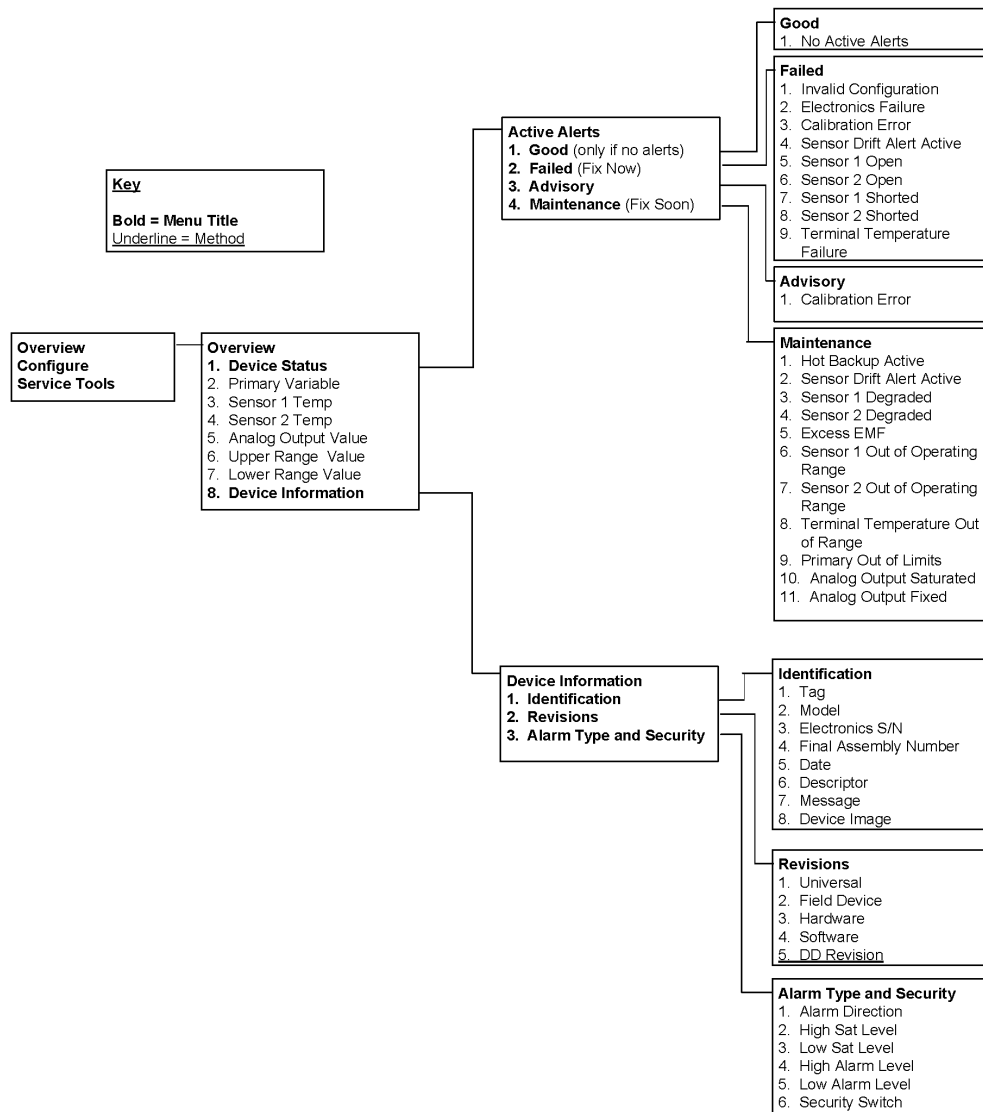 Key
Bold = Menu Title
Underline = Method
Overview
Configure
Service Tools
Overview
1. Device Status
2. Primary Variable
3. Sensor 1 Temp
4. Sensor 2 Temp
5. Analog Output Value
6. Upper Range Value
7. Lower Range Value
8. Device Information
Active Alerts
1. Good (only if no alerts)
2. Failed (Fix Now)
3. Advisory
4. Maintenance (Fix Soon)
Good
1. No Active Alerts
Failed
1. Invalid Configuration
2. Electronics Failure
3. Calibration Error
4. Sensor Drift Alert Active
5. Sensor 1 Open
6. Sensor 2 Open
7. Sensor 1 Shorted
8. Sensor 2 Shorted
9. Terminal Temperature
Failure
Advisory
1. Calibration Error
Maintenance
1. Hot Backup Active
2. Sensor Drift Alert Active
3. Sensor 1 Degraded
4. Sensor 2 Degraded
5. Excess EMF
6. Sensor 1 Out of Operating
Range
7. Sensor 2 Out of Operating
Range
8. Terminal Temperature Out
of Range
9. Primary Out of Limits
10. Analog Output Saturated
11. Analog Output Fixed
Device Information
1. Identification
2. Revisions
3. Alarm Type and Security
Identification
1. Tag
2. Model
3. Electronics S/N
4. Final Assembly Number
5. Date
6. Descriptor
7. Message
8. Device Image
Revisions
1. Universal
2. Field Device
3. Hardware
4. Software
5. DD Revision
Alarm Type and Security
1. Alarm Direction
2. High Sat Level
3. Low Sat Level
4. High Alarm Level
5. Low Alarm Level
6. Security Switch